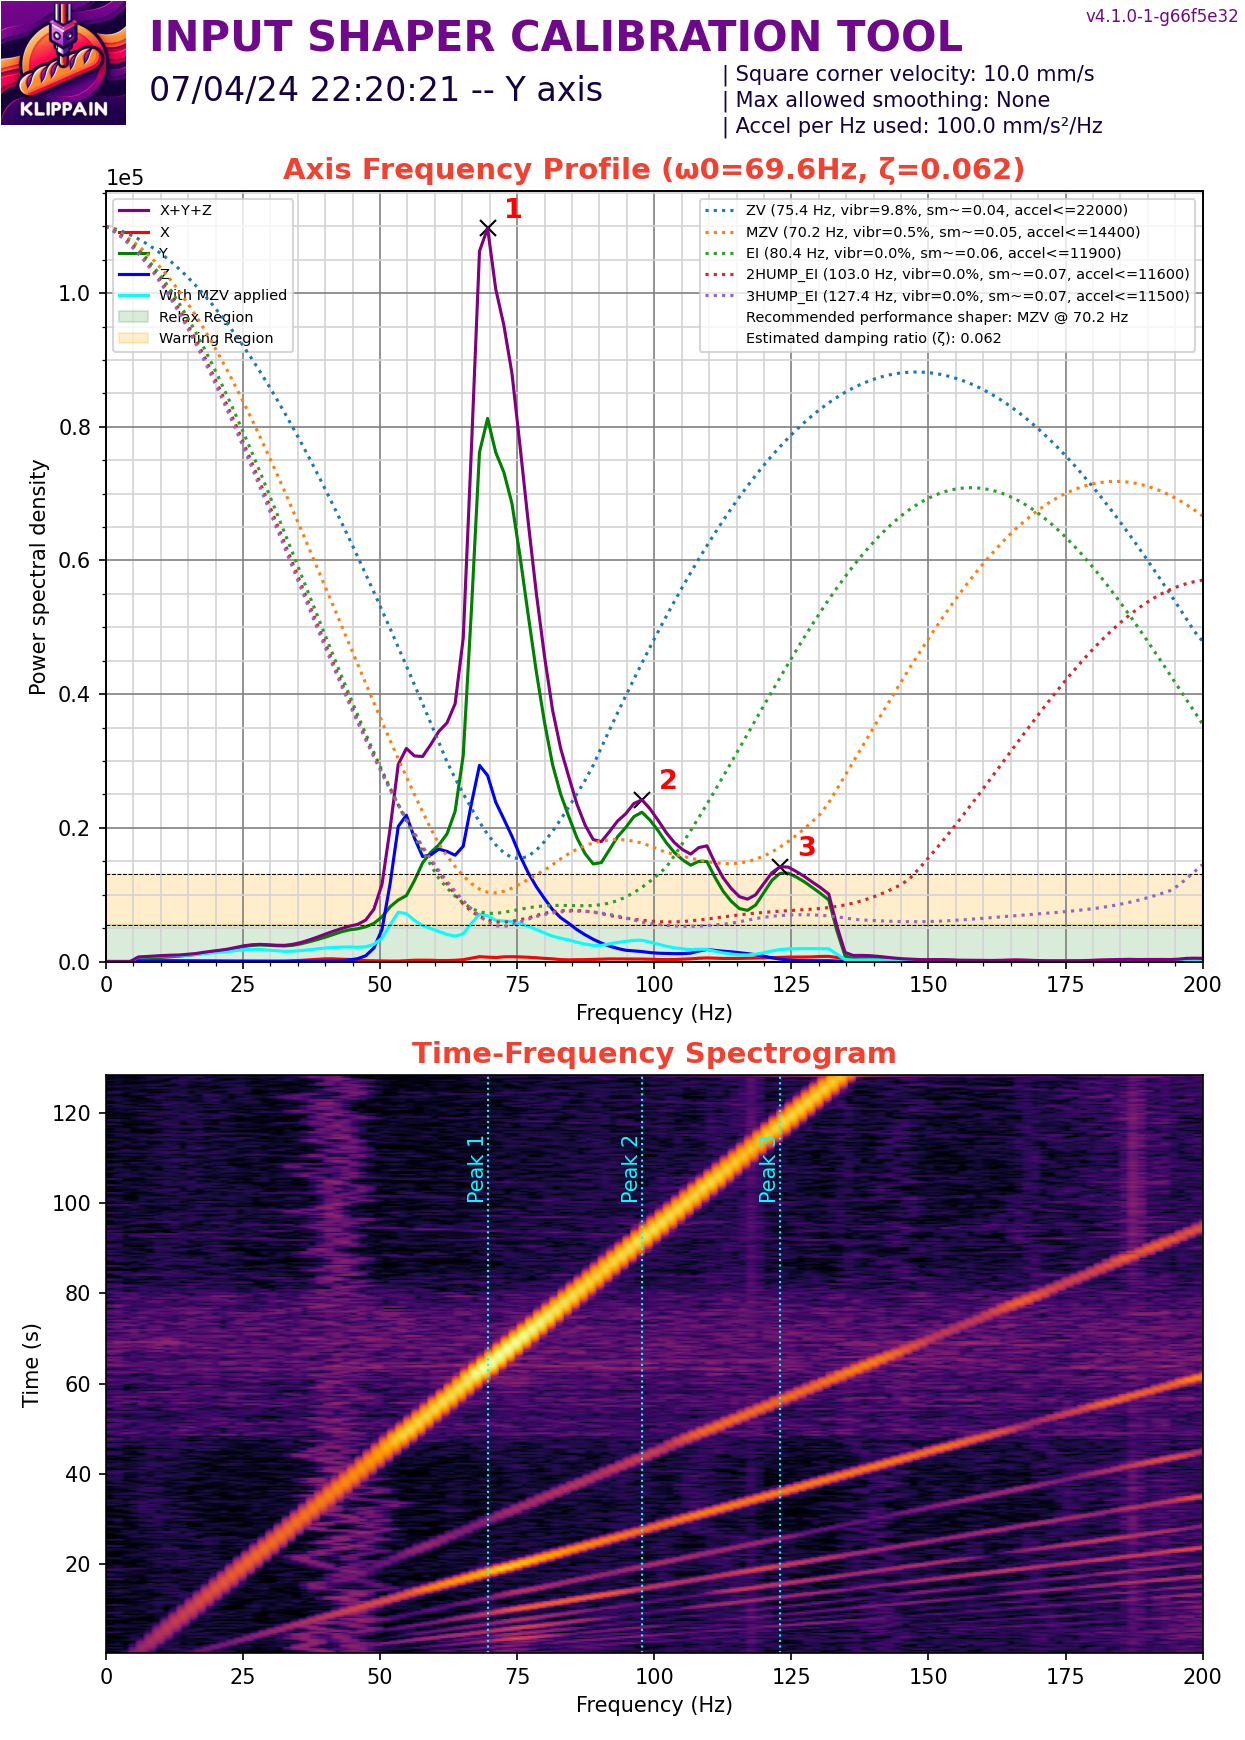 v4.1.0-1-g66f5e32
INPUT SHAPER CALIBRATION TOOL
07/04/24 22:20:21 -- Y axis
| Square corner velocity: 10.0 mm/s
| Max allowed smoothing: None
| Accel per Hz used: 100.0 mm/s²/Hz
KLIPPAIN
Axis Frequency Profile (ω0=69.6Hz, ζ=0.062)
1e5
X+Y+Z
X
Y
Z
With MZV applied
Relax Region
Warning Region
ZV (75.4 Hz, vibr=9.8%, sm~=0.04, accel<=22000)
MZV (70.2 Hz, vibr=0.5%, sm~=0.05, accel<=14400)
EI (80.4 Hz, vibr=0.0%, sm~=0.06, accel<=11900)
2HUMP_EI (103.0 Hz, vibr=0.0%, sm~=0.07, accel<=11600)
3HUMP_EI (127.4 Hz, vibr=0.0%, sm~=0.07, accel<=11500)
Recommended performance shaper: MZV @ 70.2 Hz
Estimated damping ratio (ζ): 0.062
1
2
3
1.0
0.8
0.6
0.4
0.2
0.0
Power spectral density
0 25 50 75 100 125 150 175 200
Frequency (Hz)
Time-Frequency Spectrogram
120
100
80
60
40
20
Time (s)
Peak 1
Peak 2
Peak 3
0 25 50 75 100 125 150 175 200
Frequency (Hz)